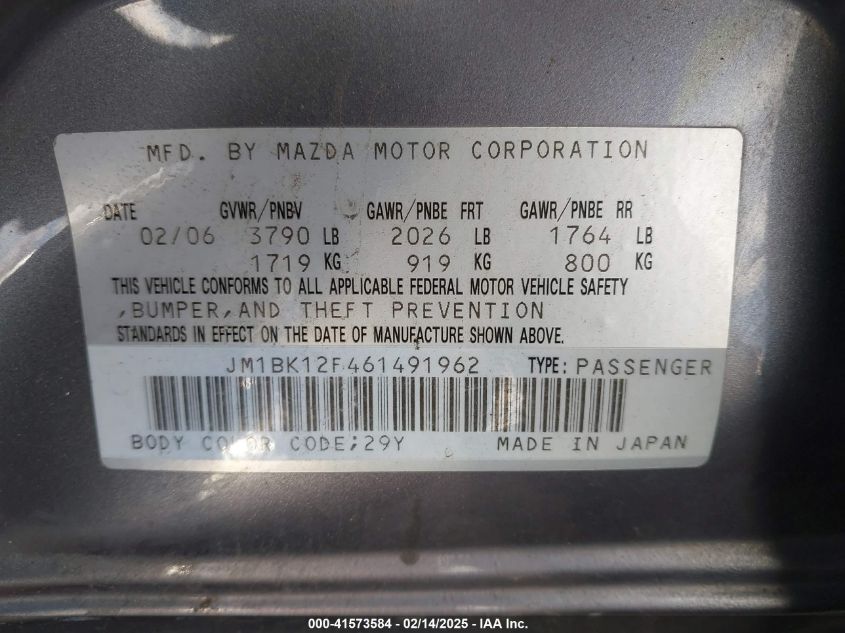 MFD. BY MAZDA MOTOR CORPORATION
DATE GVWR/PNBV GAWR/PNBE FRT GAWR/PNBE RR
02/06 3790 LB 2026 LB 1764 LB
1719 KG 919 KG 800 KG
THIS VEHICLE CONFORMS TO ALL APPLICABLE FEDERAL MOTOR VEHICLE SAFETY
,BUMPER,AND THEFT PREVENTION
STANDARDS IN EFFECT ON THE DATE OF MANUFACTURE SHOWN ABOVE.
JM1BK12F461491962 TYPE: PASSENGER
BODY COLOR CODE;29Y MADE IN JAPAN
000-41573584 - 02/14/2025 - IAA Inc.